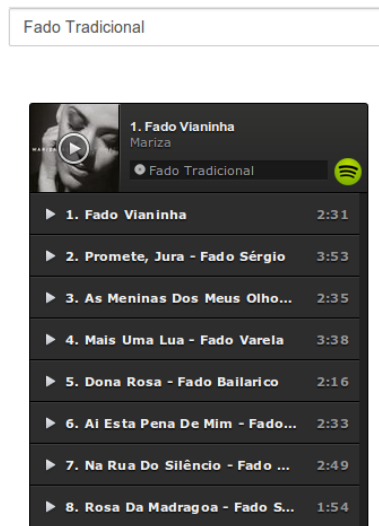 Fado Tradicional
MARIZA
1. Fado Vianinha
Mariza
Fado Tradicional
1. Fado Vianinha 2:31
2. Promete, Jura - Fado Sérgio 3:53
3. As Meninas Dos Meus Olho... 2:35
4. Mais Uma Lua - Fado Varela 3:38
5. Dona Rosa - Fado Bailarico 2:16
6. Ai Esta Pena De Mim - Fado... 2:33
7. Na Rua Do Silêncio - Fado ... 2:49
8. Rosa Da Madragoa - Fado S... 1:54